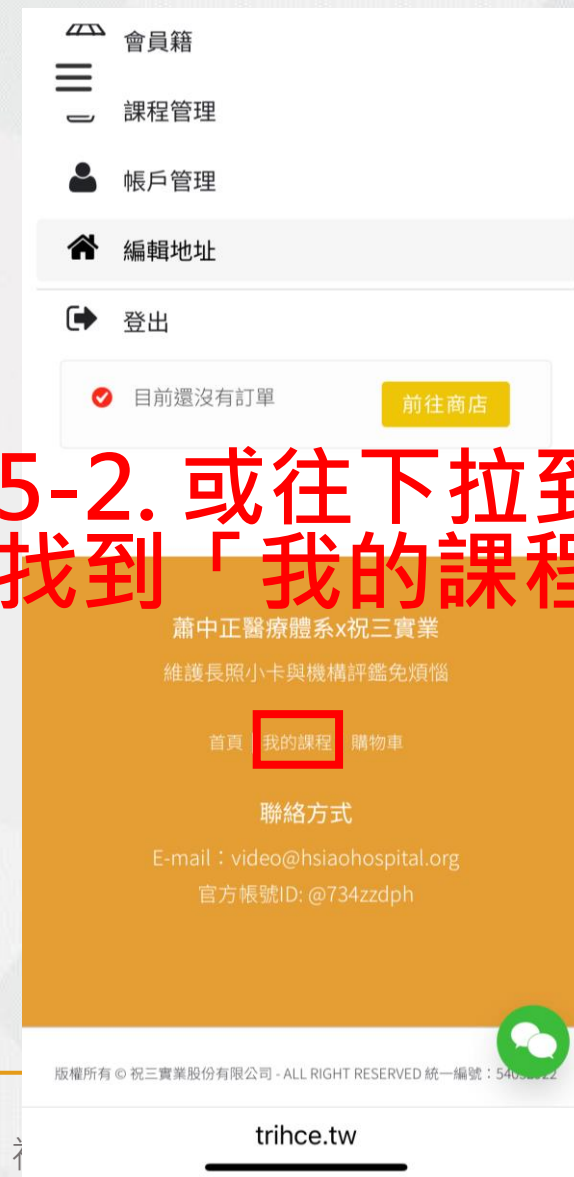 會員籍
課程管理
帳戶管理
編輯地址
登出
目前還沒有訂單
前往商店
5-2. 或往下拉到
找到「我的課程
蕭中正醫療體系x祝三實業
維護長照小卡與機構評鑑免煩惱
首頁 我的課程 購物車
聯絡方式
E-mail：video@hsiaohospital.org
官方帳號ID: @734zzdph
版權所有 © 祝三實業股份有限公司 - ALL RIGHT RESERVED 統一編號：
trihce.tw